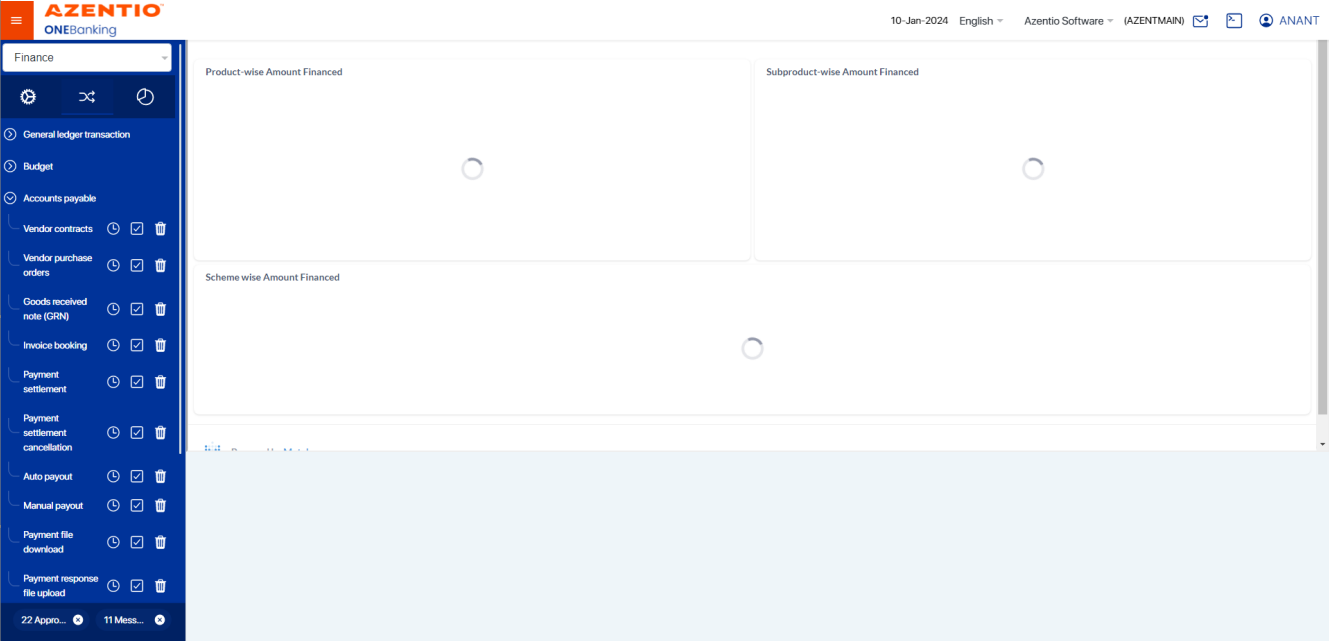 AZENTIO
ONEBanking
10-Jan-2024 English Azentio Software (AZENTMAIN) ANANT
Finance
General ledger transaction
Budget
Accounts payable
Vendor contracts
Vendor purchase
orders
Goods received
note (GRN)
Invoice booking
Payment
settlement
Payment
settlement
cancellation
Auto payout
Manual payout
Payment file
download
Payment response
file upload
22 Appro...
11 Mess...
Product-wise Amount Financed
Subproduct-wise Amount Financed
Scheme wise Amount Financed